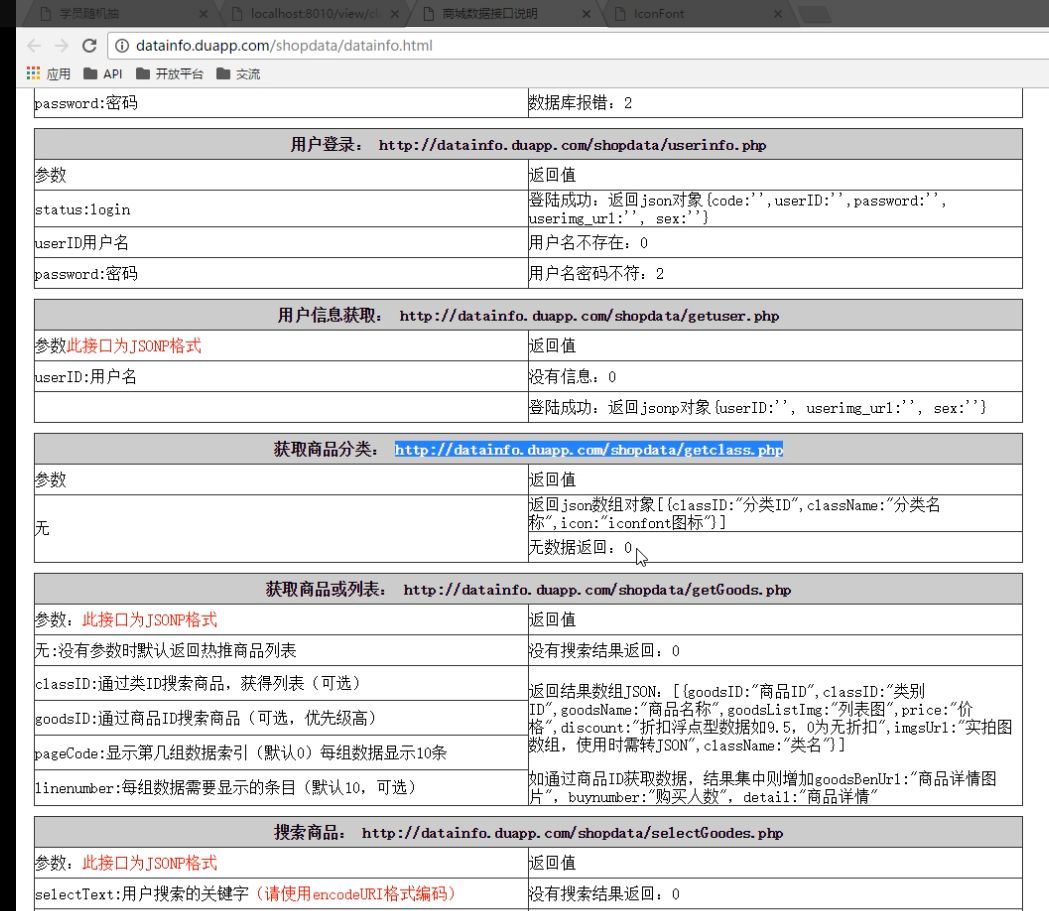 学员随机抽
localhost:8010/view/cl
商城数据接口说明
IconFont
datainfo.duapp.com/shopdata/datainfo.html
应用 API 开放平台 交流
password:密码 数据库报错：2
用户登录： http://datainfo.duapp.com/shopdata/userinfo.php
参数 返回值
status:login 登陆成功：返回json对象{code:'',userID:'',password:'',
userimg_url:'', sex:''}
userID用户名 用户名不存在：0
password:密码 用户名密码不符：2
用户信息获取： http://datainfo.duapp.com/shopdata/getuser.php
参数此接口为JSONP格式 返回值
userID:用户名 没有信息：0
登陆成功：返回jsonp对象{userID:'', userimg_url:'', sex:''}
获取商品分类： http://datainfo.duapp.com/shopdata/getclass.php
参数 返回值
无
返回json数组对象[{classID:"分类ID",className:"分类名
称",icon:"iconfont图标"}]
无数据返回：0
获取商品或列表： http://datainfo.duapp.com/shopdata/getGoods.php
参数：此接口为JSONP格式 返回值
无:没有参数时默认返回热推商品列表 没有搜索结果返回：0
classID:通过类ID搜索商品，获得列表（可选）
goodsID:通过商品ID搜索商品（可选，优先级高）
pageCode:显示第几组数据索引（默认0）每组数据显示10条
linenumber:每组数据需要显示的条目（默认10，可选）
返回结果数组JSON：[{goodsID:"商品ID",classID:"类别
ID",goodsName:"商品名称",goodsListImg:"列表图",price:"价
格",discount:"折扣浮点型数据如9.5，0为无折扣",imgsUrl:"实拍图
数组，使用时需转JSON",className:"类名"}]
如通过商品ID获取数据，结果集中则增加goodsBenUrl:"商品详情图
片", buynumber:"购买人数", detail:"商品详情"
搜索商品： http://datainfo.duapp.com/shopdata/selectGoodes.php
参数：此接口为JSONP格式 返回值
selectText:用户搜索的关键字（请使用encodeURI格式编码） 没有搜索结果返回：0